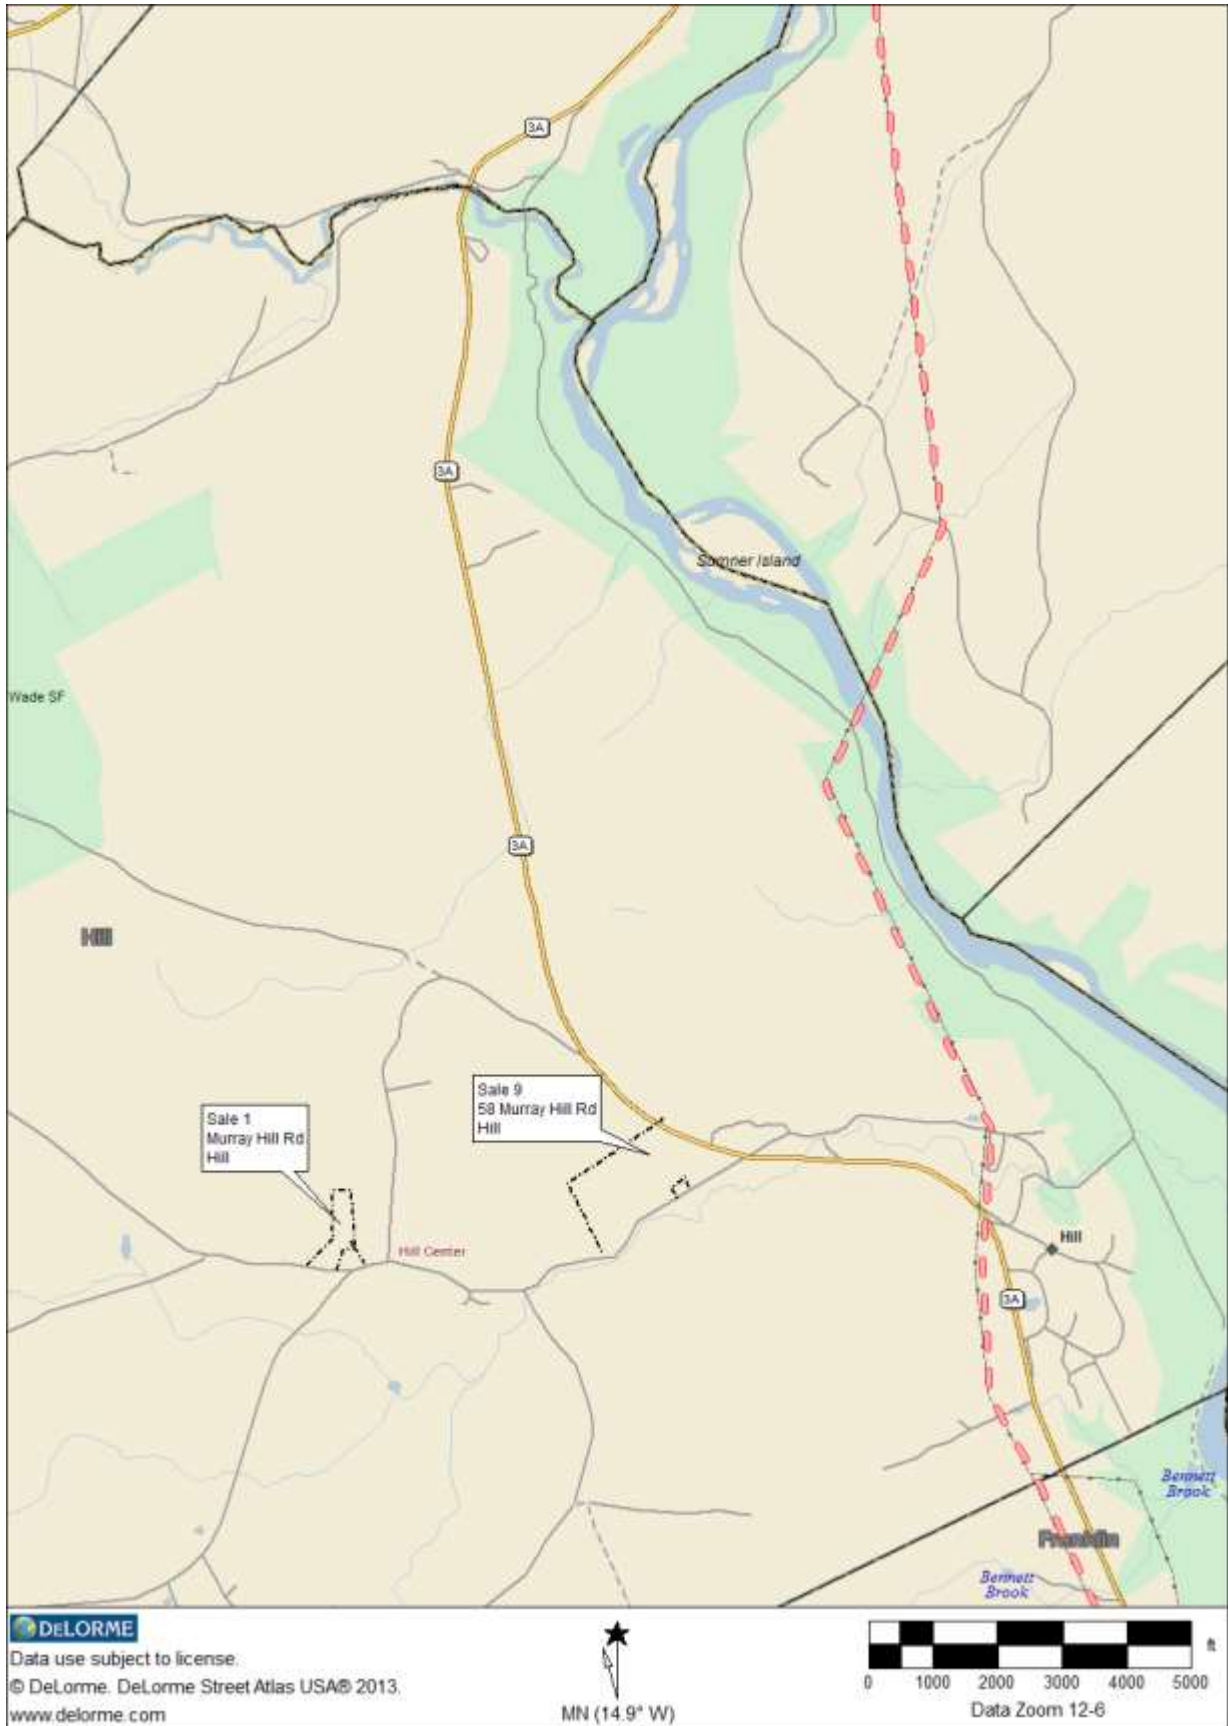 3A
3A
Sumner Island
Wade SF
3A
Hill
Sale 9
58 Murray Hill Rd
Hill
Sale 1
Murray Hill Rd
Hill
Hill Center
Hill
3A
Bennett
Brook
Franklin
Bennett
Brook
DELORME
Data use subject to license.
© DeLorme. DeLorme Street Atlas USA® 2013.
www.delorme.com
MN (14.9° W)
ft
0 1000 2000 3000 4000 5000
Data Zoom 12-6